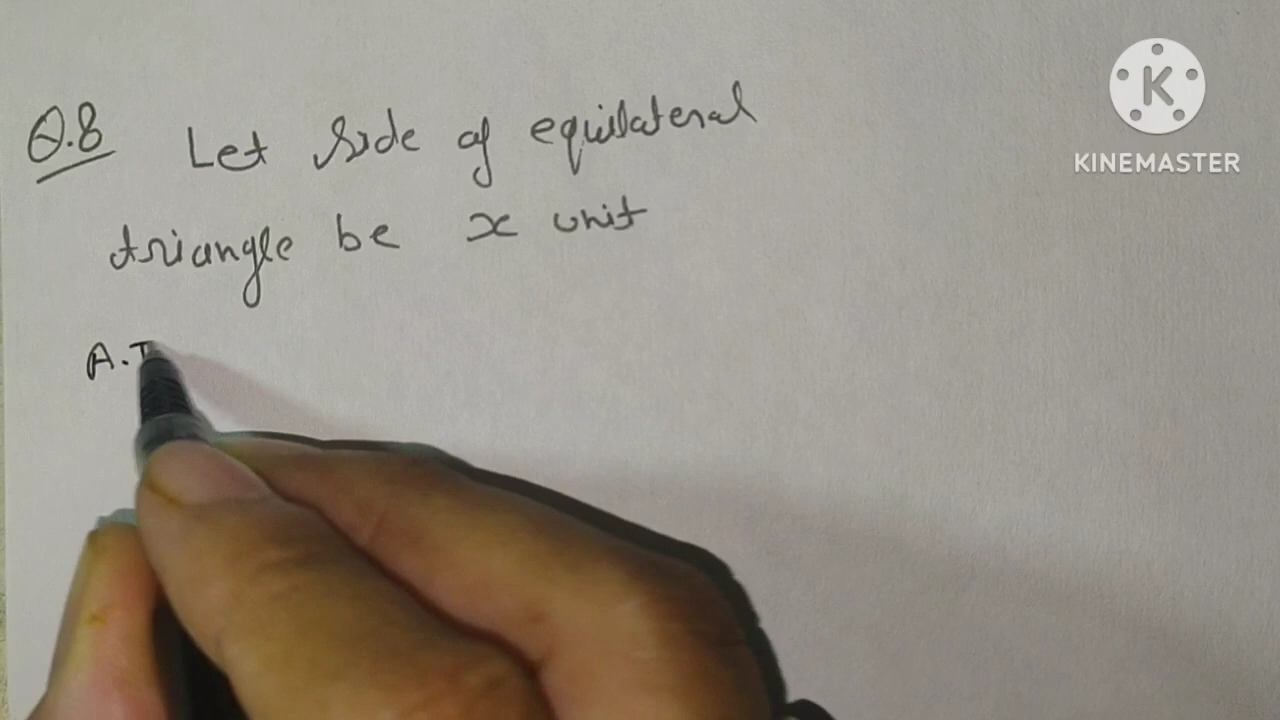 Q.8 Let side of equilateral
triangle be x unit
A.T
K
KINEMASTER